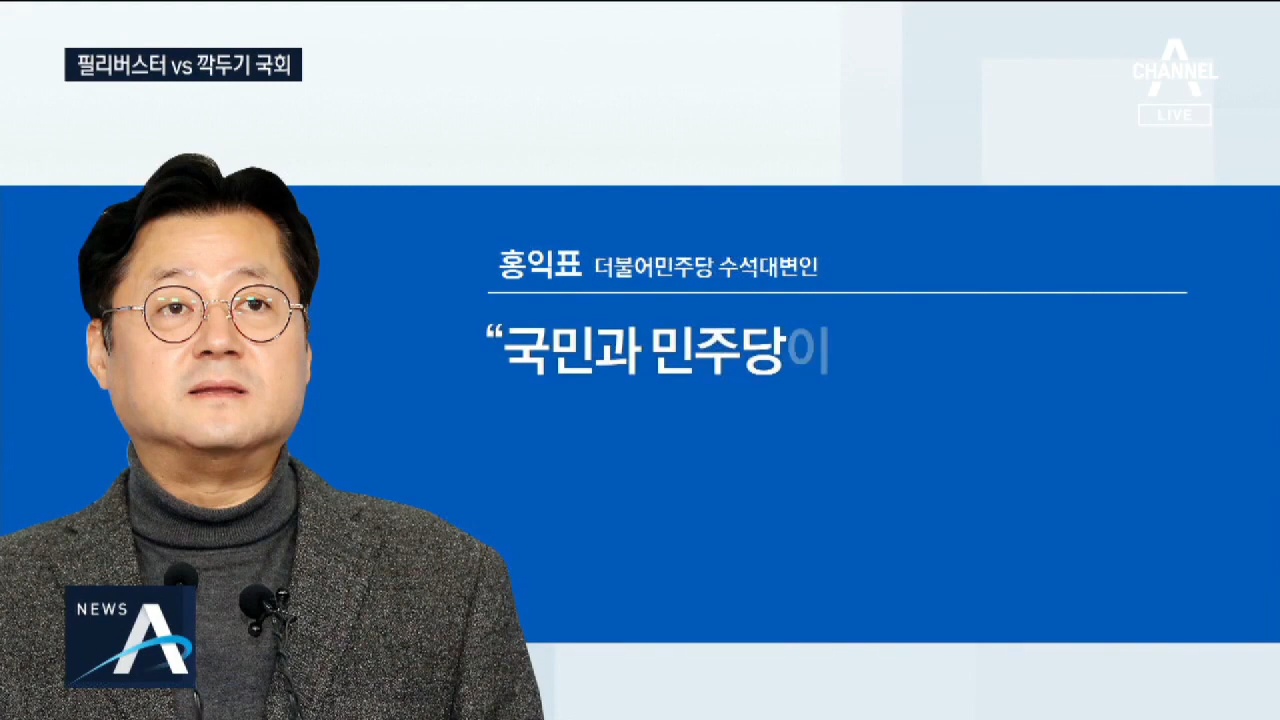 필리버스터 vs 깍두기 국회
CHANNEL A
LIVE
홍익표 더불어민주당 수석대변인
“국민과 민주당이
NEWS A